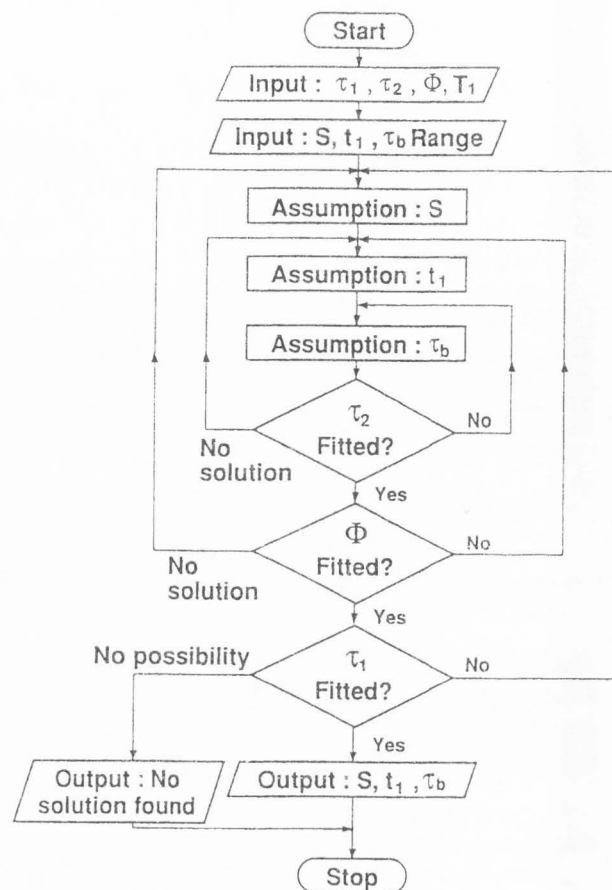 Start
Input : τ₁ , τ₂ , Φ, T₁
Input : S, t₁ , τb Range
Assumption : S
Assumption : t₁
Assumption : τb
τ₂
Fitted?
No
No
solution
Yes
Φ
Fitted?
No
No
solution
Yes
No possibility
τ₁
Fitted?
No
Yes
Output : No
solution found
Output : S, t₁ , τb
Stop